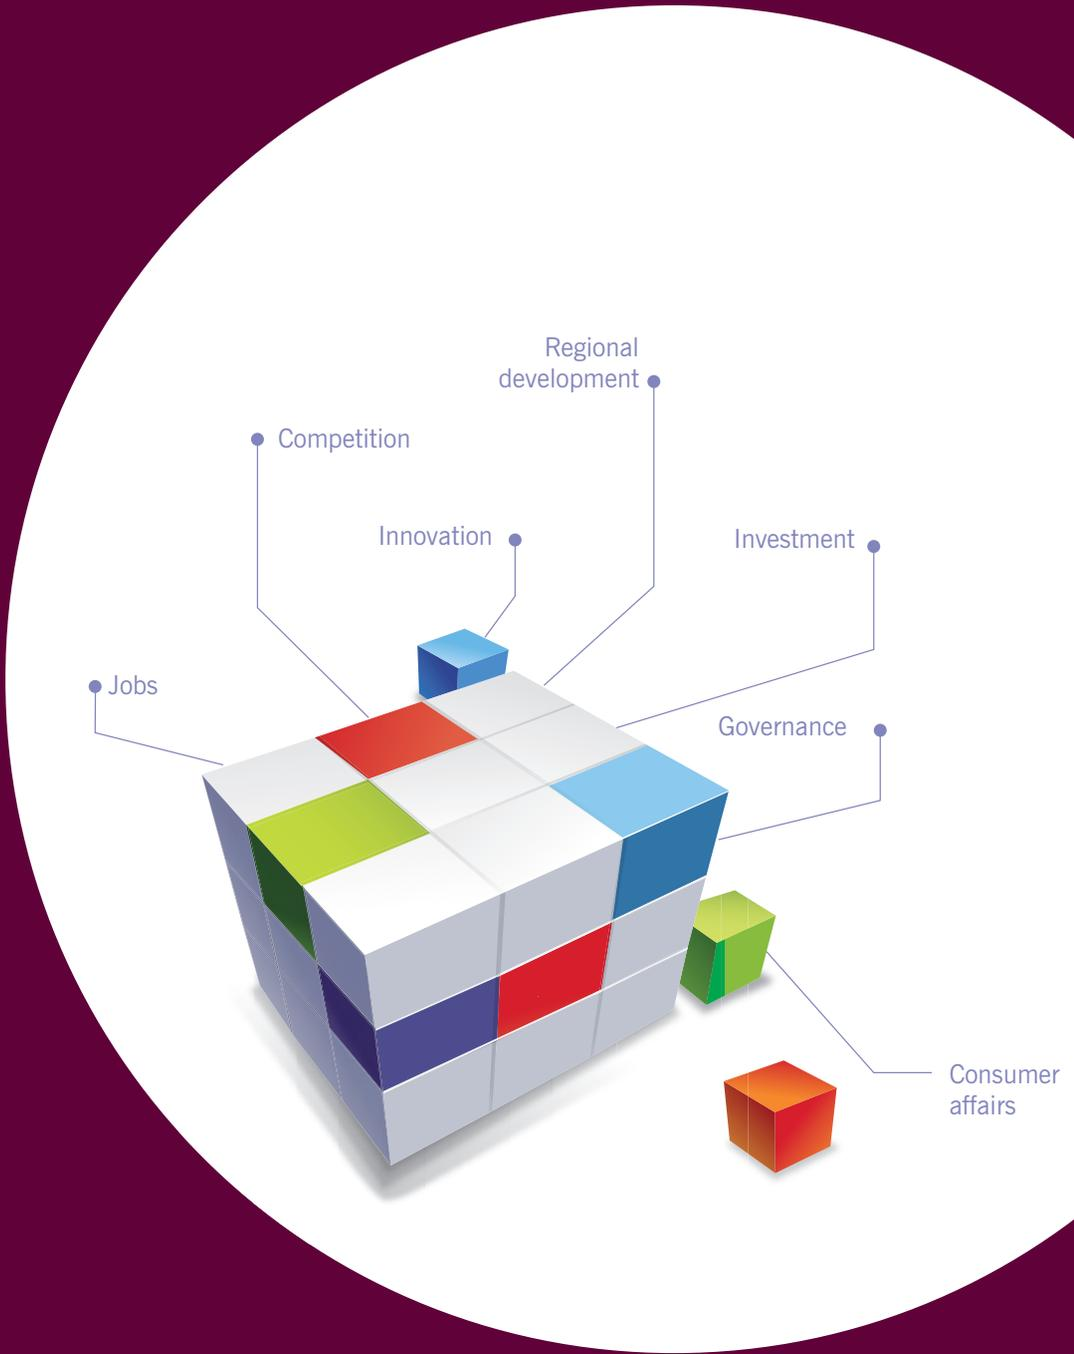 Regional
development
Competition
Innovation
Investment
Jobs
Governance
Consumer
affairs